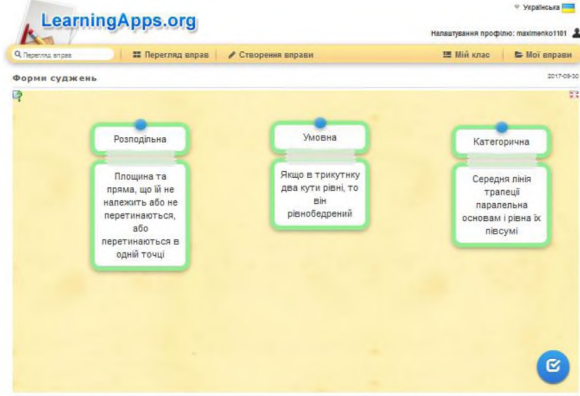 Українська
LearningApps.org
Налаштування профілю: maximenko1101
Перегляд вправ
Перегляд вправ
Створення вправи
Мій клас
Мої вправи
Форми суджень
2017-09-30
Розподільна
Площина та
пряма, що їй не
належить або не
перетинаються,
або
перетинаються в
одній точці
Умовна
Якщо в трикутнку
два кути рівні, то
він
рівнобедрений
Категорична
Середня лінія
трапеції
паралельна
основам і рівна їх
півсумі